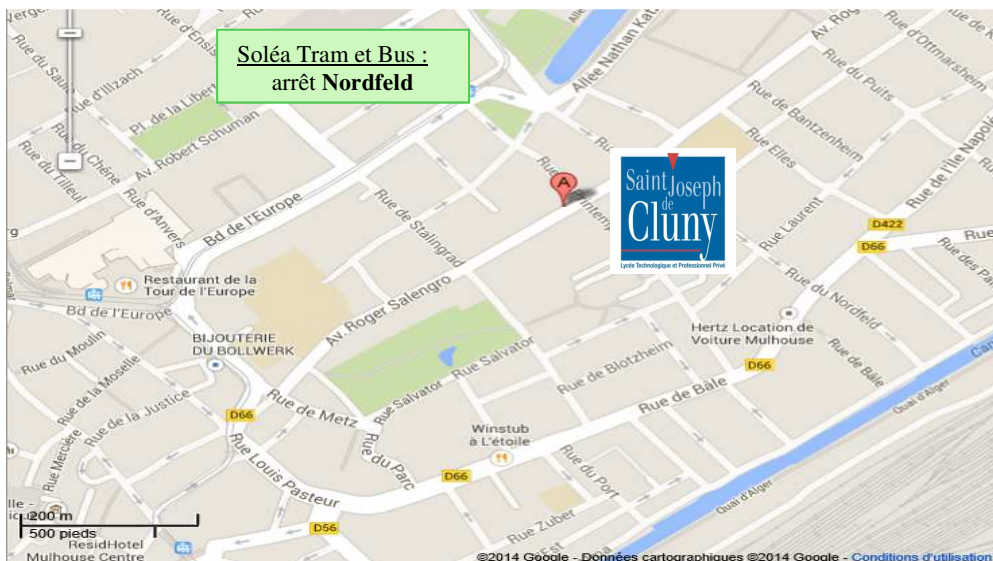 Soléa Tram et Bus :
arrêt Nordfeld
Rue d'Illzach
Pl. de la Libert
Av. Robert Schuman
Rue du Chêne
Rue du Tilleul
Rue d'Anvers
Bd de l'Europe
Rue de Stalingrad
Allée Nathan Katz
Av. Rog
Rue d'Ottmarsheim
Rue du Puits
Rue de Bantzenheim
Rue Elles
Rue de l'Ile Napolé
A
Saint Joseph
de
Cluny
Lycée Technologique et Professionnel Privé
Rue Laurent
D422
D66
Rue
Rue des Pa
Restaurant de la
Tour de l'Europe
Bd de l'Europe
Av. Roger Salengro
Rue du Nordfeld
Hertz Location de
Voiture Mulhouse
BIJOUTERIE
DU BOLLWERK
Rue du Moulin
Rue de la Moselle
Rue de la Justice
Rue Mercière
Rue Salvator
Rue Salvator
Rue de Blotzheim
Rue de Bâle
D66
Rue de Bâle
Can
Quai d'Alger
D66
Rue de Metz
Rue du Parc
Winstub
à L'étoile
D66
Rue Louis Pasteur
Rue du Port
Quai d'Alger
Rue Zuber
Est
D56
200 m
500 pieds
ResidHotel
Mulhouse Centre
©2014 Google - Données cartographiques ©2014 Google - Conditions d'utilisation